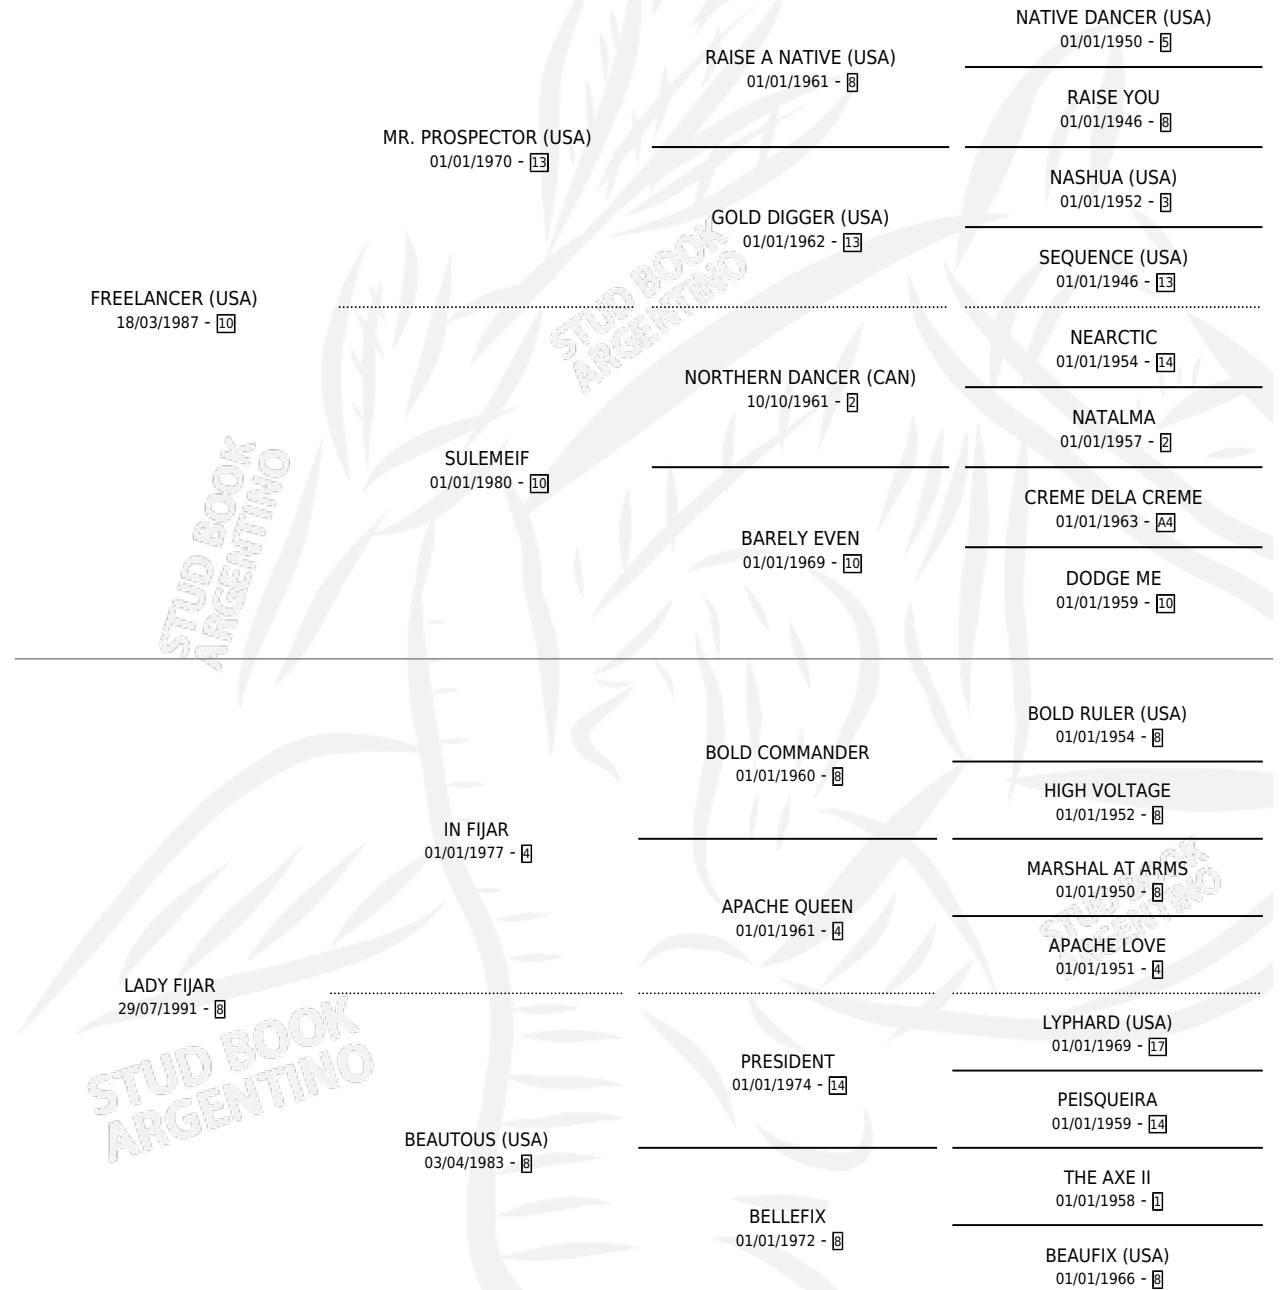 NATIVE DANCER (USA)
01/01/1950 - 5
RAISE A NATIVE (USA)
01/01/1961 - 8
RAISE YOU
01/01/1946 - 8
MR. PROSPECTOR (USA)
01/01/1970 - 13
NASHUA (USA)
01/01/1952 - 3
GOLD DIGGER (USA)
01/01/1962 - 13
SEQUENCE (USA)
01/01/1946 - 13
FREELANCER (USA)
18/03/1987 - 10
STUD BOOK
ARGENTINO
NEARCTIC
01/01/1954 - 14
NORTHERN DANCER (CAN)
10/10/1961 - 2
NATALMA
01/01/1957 - 2
SULEMEIF
01/01/1980 - 10
CREME DELA CREME
01/01/1963 - A4
BARELY EVEN
01/01/1969 - 10
DODGE ME
01/01/1959 - 10
STUD BOOK
ARGENTINO
BOLD RULER (USA)
01/01/1954 - 8
BOLD COMMANDER
01/01/1960 - 8
HIGH VOLTAGE
01/01/1952 - 8
IN FIJAR
01/01/1977 - 4
MARSHAL AT ARMS
01/01/1950 - 8
STUD BOOK
ARGENTINO
APACHE QUEEN
01/01/1961 - 4
APACHE LOVE
01/01/1951 - 4
LADY FIJAR
29/07/1991 - 8
STUD BOOK
ARGENTINO
LYPHARD (USA)
01/01/1969 - 17
PRESIDENT
01/01/1974 - 14
PEISQUEIRA
01/01/1959 - 14
BEAUTOUS (USA)
03/04/1983 - 8
THE AXE II
01/01/1958 - 1
BELLEFIX
01/01/1972 - 8
BEAUFIX (USA)
01/01/1966 - 8